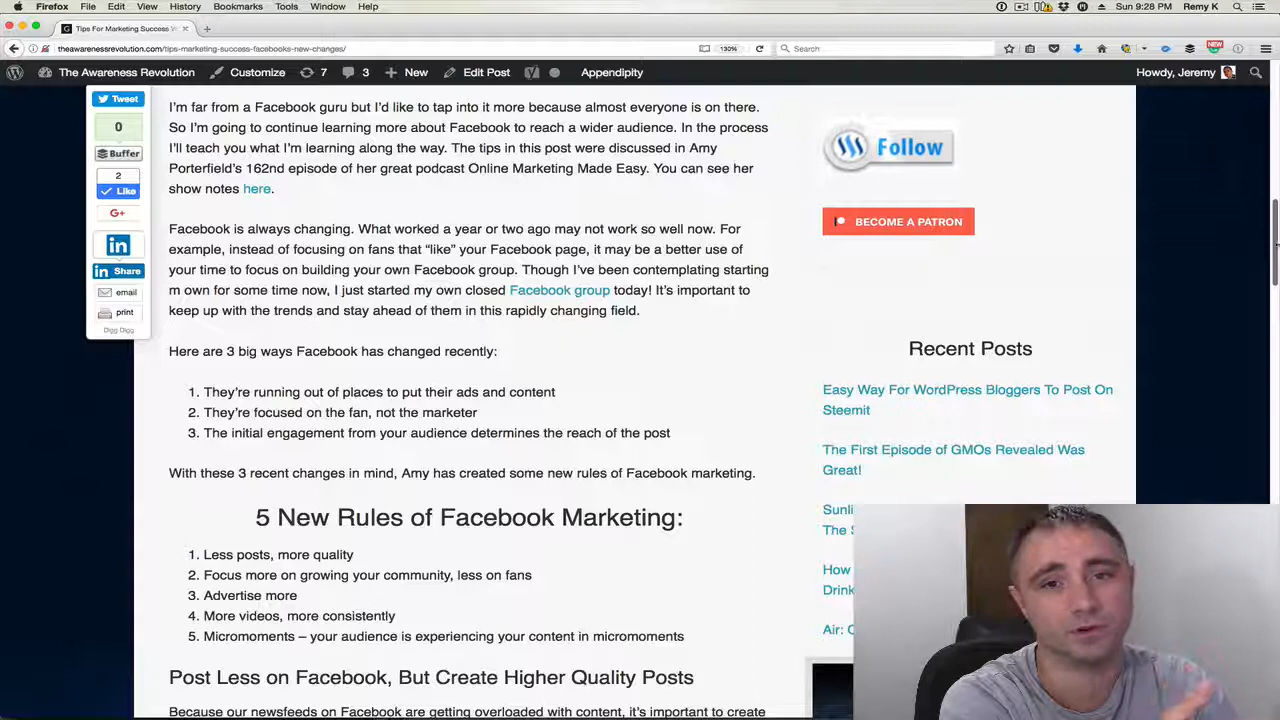 Firefox File Edit View History Bookmarks Tools Window Help Sun 9:28 PM Remy K
Tips For Marketing Success
theawarenessrevolution.com/tips-marketing-success-facebooks-new-changes/ 130% Search NEW
The Awareness Revolution Customize 7 3 New Edit Post Appendity Howdy, Jeremy
Tweet
0
Buffer
2
Like
G+
in
in Share
email
print
Digg Digg
I'm far from a Facebook guru but I'd like to tap into it more because almost everyone is on there.
So I'm going to continue learning more about Facebook to reach a wider audience. In the process
I'll teach you what I'm learning along the way. The tips in this post were discussed in Amy
Porterfield's 162nd episode of her great podcast Online Marketing Made Easy. You can see her
show notes here.
Facebook is always changing. What worked a year or two ago may not work so well now. For
example, instead of focusing on fans that “like” your Facebook page, it may be a better use of
your time to focus on building your own Facebook group. Though I've been contemplating starting
m own for some time now, I just started my own closed Facebook group today! It's important to
keep up with the trends and stay ahead of them in this rapidly changing field.
Here are 3 big ways Facebook has changed recently:
1. They're running out of places to put their ads and content
2. They're focused on the fan, not the marketer
3. The initial engagement from your audience determines the reach of the post
With these 3 recent changes in mind, Amy has created some new rules of Facebook marketing.
5 New Rules of Facebook Marketing:
1. Less posts, more quality
2. Focus more on growing your community, less on fans
3. Advertise more
4. More videos, more consistently
5. Micromoments – your audience is experiencing your content in micromoments
Post Less on Facebook, But Create Higher Quality Posts
Because our newsfeeds on Facebook are getting overloaded with content, it's important to create
Follow
BECOME A PATRON
Recent Posts
Easy Way For WordPress Bloggers To Post On
Steemit
The First Episode of GMOs Revealed Was
Great!
Sunli
The S
How
Drink
Air: